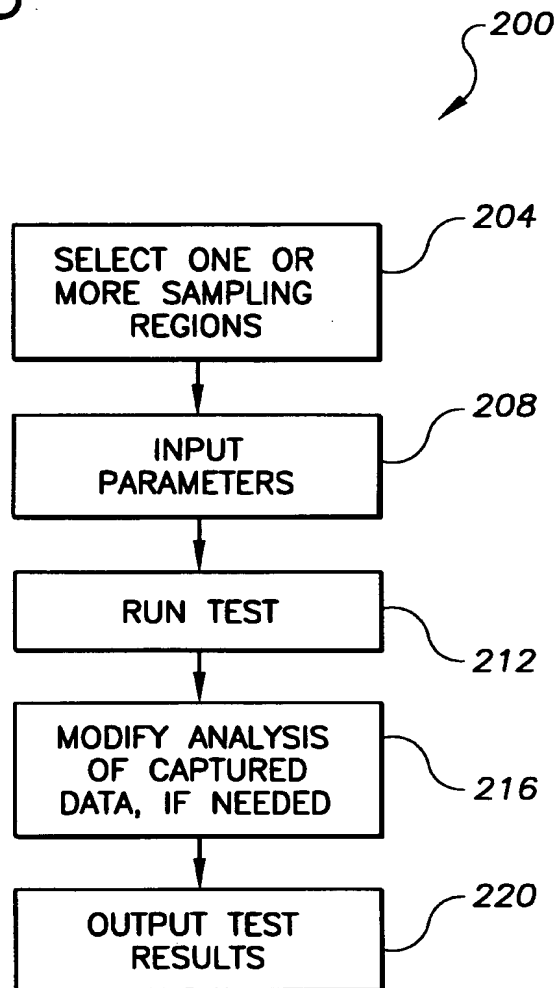 200
204
SELECT ONE OR
MORE SAMPLING
REGIONS
208
INPUT
PARAMETERS
RUN TEST
212
MODIFY ANALYSIS
OF CAPTURED
DATA, IF NEEDED
216
220
OUTPUT TEST
RESULTS